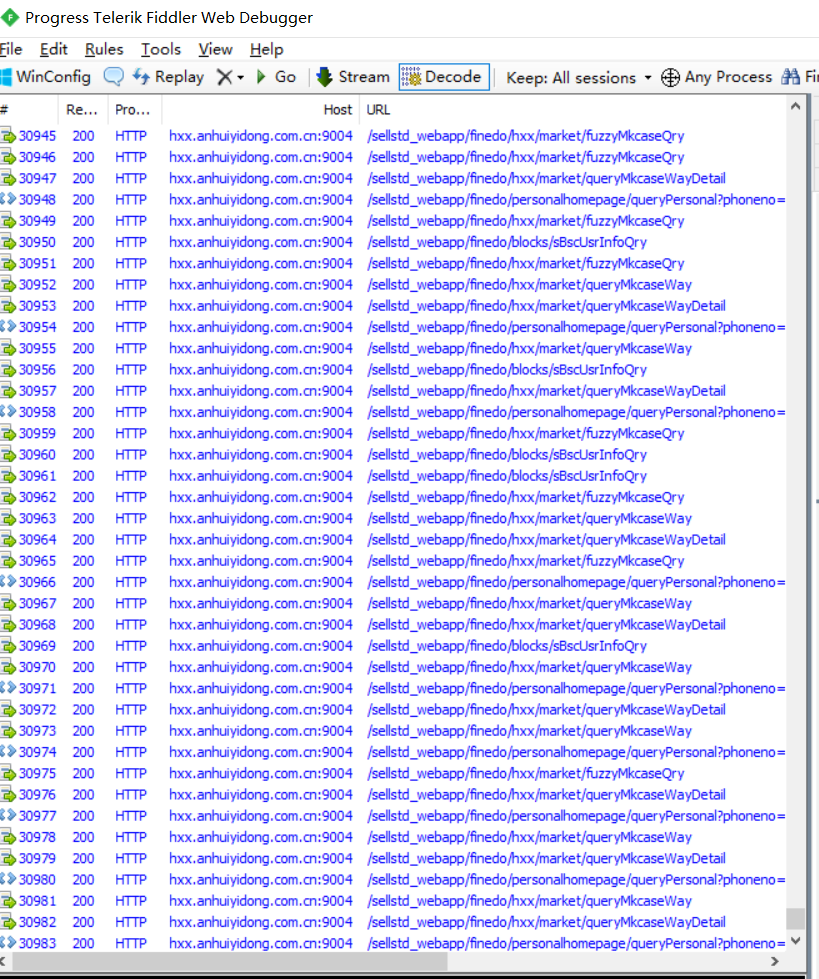 Progress Telerik Fiddler Web Debugger
File Edit Rules Tools View Help
WinConfig Replay Go Stream Decode Keep: All sessions Any Process
# Re... Pro... Host URL
30945 200 HTTP hxx.anhuiyidong.com.cn:9004 /sellstd_webapp/finedo/hxx/market/fuzzyMkcaseQry
30946 200 HTTP hxx.anhuiyidong.com.cn:9004 /sellstd_webapp/finedo/hxx/market/fuzzyMkcaseQry
30947 200 HTTP hxx.anhuiyidong.com.cn:9004 /sellstd_webapp/finedo/hxx/market/queryMkcaseWayDetail
30948 200 HTTP hxx.anhuiyidong.com.cn:9004 /sellstd_webapp/finedo/personalhomepage/queryPersonal?phoneno=
30949 200 HTTP hxx.anhuiyidong.com.cn:9004 /sellstd_webapp/finedo/hxx/market/fuzzyMkcaseQry
30950 200 HTTP hxx.anhuiyidong.com.cn:9004 /sellstd_webapp/finedo/blocks/sBscUsrInfoQry
30951 200 HTTP hxx.anhuiyidong.com.cn:9004 /sellstd_webapp/finedo/hxx/market/fuzzyMkcaseQry
30952 200 HTTP hxx.anhuiyidong.com.cn:9004 /sellstd_webapp/finedo/hxx/market/queryMkcaseWay
30953 200 HTTP hxx.anhuiyidong.com.cn:9004 /sellstd_webapp/finedo/hxx/market/queryMkcaseWayDetail
30954 200 HTTP hxx.anhuiyidong.com.cn:9004 /sellstd_webapp/finedo/personalhomepage/queryPersonal?phoneno=
30955 200 HTTP hxx.anhuiyidong.com.cn:9004 /sellstd_webapp/finedo/hxx/market/queryMkcaseWay
30956 200 HTTP hxx.anhuiyidong.com.cn:9004 /sellstd_webapp/finedo/blocks/sBscUsrInfoQry
30957 200 HTTP hxx.anhuiyidong.com.cn:9004 /sellstd_webapp/finedo/hxx/market/queryMkcaseWayDetail
30958 200 HTTP hxx.anhuiyidong.com.cn:9004 /sellstd_webapp/finedo/personalhomepage/queryPersonal?phoneno=
30959 200 HTTP hxx.anhuiyidong.com.cn:9004 /sellstd_webapp/finedo/hxx/market/fuzzyMkcaseQry
30960 200 HTTP hxx.anhuiyidong.com.cn:9004 /sellstd_webapp/finedo/blocks/sBscUsrInfoQry
30961 200 HTTP hxx.anhuiyidong.com.cn:9004 /sellstd_webapp/finedo/blocks/sBscUsrInfoQry
30962 200 HTTP hxx.anhuiyidong.com.cn:9004 /sellstd_webapp/finedo/hxx/market/fuzzyMkcaseQry
30963 200 HTTP hxx.anhuiyidong.com.cn:9004 /sellstd_webapp/finedo/hxx/market/queryMkcaseWay
30964 200 HTTP hxx.anhuiyidong.com.cn:9004 /sellstd_webapp/finedo/hxx/market/queryMkcaseWayDetail
30965 200 HTTP hxx.anhuiyidong.com.cn:9004 /sellstd_webapp/finedo/hxx/market/fuzzyMkcaseQry
30966 200 HTTP hxx.anhuiyidong.com.cn:9004 /sellstd_webapp/finedo/personalhomepage/queryPersonal?phoneno=
30967 200 HTTP hxx.anhuiyidong.com.cn:9004 /sellstd_webapp/finedo/hxx/market/queryMkcaseWay
30968 200 HTTP hxx.anhuiyidong.com.cn:9004 /sellstd_webapp/finedo/hxx/market/queryMkcaseWayDetail
30969 200 HTTP hxx.anhuiyidong.com.cn:9004 /sellstd_webapp/finedo/blocks/sBscUsrInfoQry
30970 200 HTTP hxx.anhuiyidong.com.cn:9004 /sellstd_webapp/finedo/hxx/market/queryMkcaseWay
30971 200 HTTP hxx.anhuiyidong.com.cn:9004 /sellstd_webapp/finedo/personalhomepage/queryPersonal?phoneno=
30972 200 HTTP hxx.anhuiyidong.com.cn:9004 /sellstd_webapp/finedo/hxx/market/queryMkcaseWayDetail
30973 200 HTTP hxx.anhuiyidong.com.cn:9004 /sellstd_webapp/finedo/hxx/market/queryMkcaseWay
30974 200 HTTP hxx.anhuiyidong.com.cn:9004 /sellstd_webapp/finedo/personalhomepage/queryPersonal?phoneno=
30975 200 HTTP hxx.anhuiyidong.com.cn:9004 /sellstd_webapp/finedo/hxx/market/fuzzyMkcaseQry
30976 200 HTTP hxx.anhuiyidong.com.cn:9004 /sellstd_webapp/finedo/hxx/market/queryMkcaseWayDetail
30977 200 HTTP hxx.anhuiyidong.com.cn:9004 /sellstd_webapp/finedo/personalhomepage/queryPersonal?phoneno=
30978 200 HTTP hxx.anhuiyidong.com.cn:9004 /sellstd_webapp/finedo/hxx/market/queryMkcaseWay
30979 200 HTTP hxx.anhuiyidong.com.cn:9004 /sellstd_webapp/finedo/hxx/market/queryMkcaseWayDetail
30980 200 HTTP hxx.anhuiyidong.com.cn:9004 /sellstd_webapp/finedo/personalhomepage/queryPersonal?phoneno=
30981 200 HTTP hxx.anhuiyidong.com.cn:9004 /sellstd_webapp/finedo/hxx/market/queryMkcaseWay
30982 200 HTTP hxx.anhuiyidong.com.cn:9004 /sellstd_webapp/finedo/hxx/market/queryMkcaseWayDetail
30983 200 HTTP hxx.anhuiyidong.com.cn:9004 /sellstd_webapp/finedo/personalhomepage/queryPersonal?phoneno=